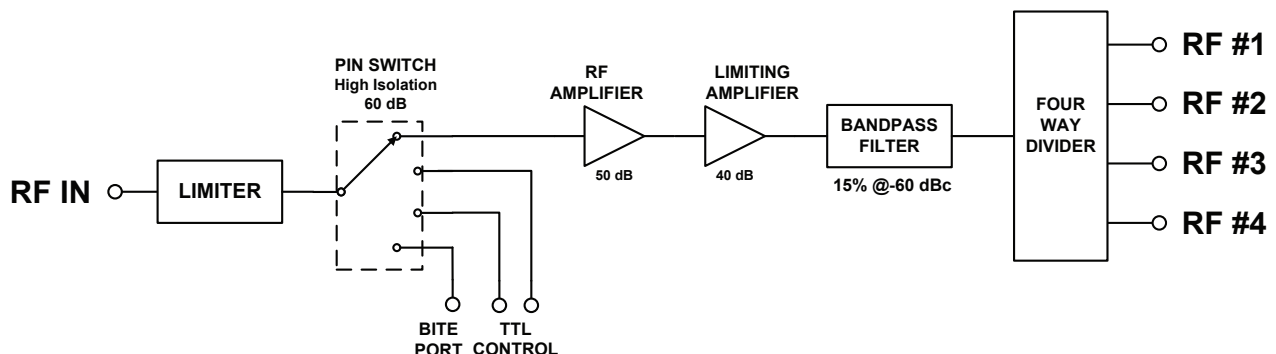 PIN SWITCH
High Isolation
60 dB
RF
AMPLIFIER
50 dB
LIMITING
AMPLIFIER
40 dB
BANDPASS
FILTER
15% @-60 dBc
FOUR
WAY
DIVIDER
RF #1
RF #2
RF #3
RF #4
RF IN
LIMITER
BITE
PORT
TTL
CONTROL